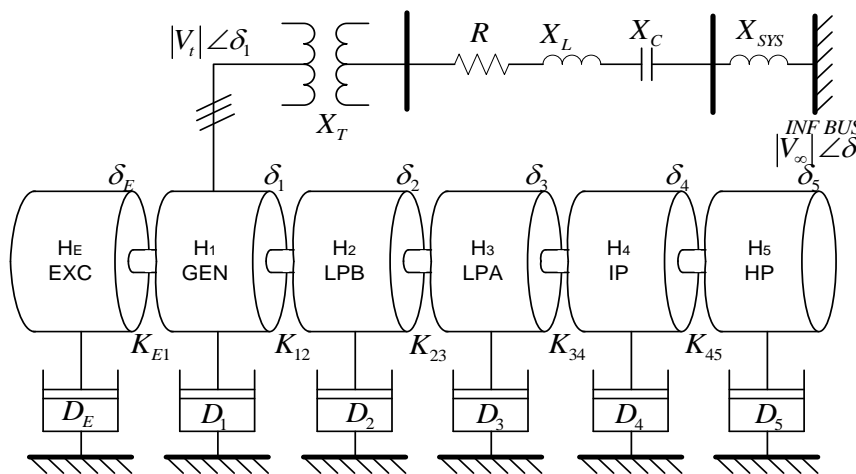 |V_t|∠δ_1
R
X_L
X_C
X_SYS
X_T
INF BUS
|V_∞|∠δ
δ_E
δ_1
δ_2
δ_3
δ_4
δ_5
H_E
EXC
H_1
GEN
H_2
LPB
H_3
LPA
H_4
IP
H_5
HP
K_E1
K_12
K_23
K_34
K_45
D_E
D_1
D_2
D_3
D_4
D_5